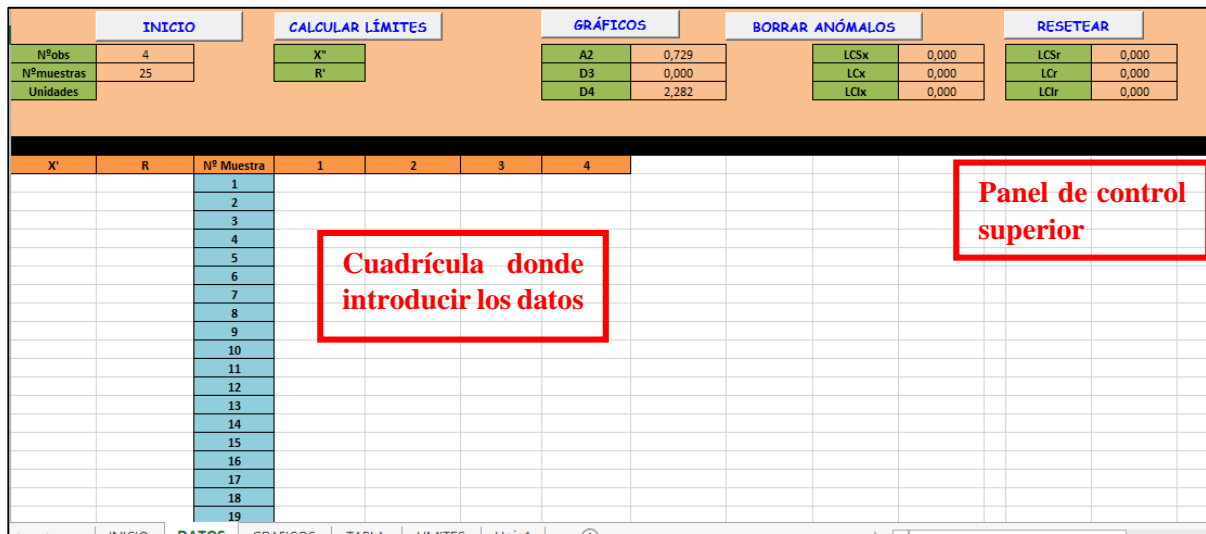 INICIO CALCULAR LÍMITES GRÁFICOS BORRAR ANÓMALOS RESETEAR
Nºobs 4 X" A2 0,729 LCSx 0,000 LCSr 0,000
Nºmuestras 25 R' D3 0,000 LCx 0,000 LCr 0,000
Unidades D4 2,282 LCIx 0,000 LCIr 0,000
X' R Nº Muestra 1 2 3 4
1
2
3
4
5
6
7
8
9
10
11
12
13
14
15
16
17
18
19
Cuadrícula donde
introducir los datos
Panel de control
superior
INICIO DATOS GRAFICOS TABLA LIMITES Hoja1